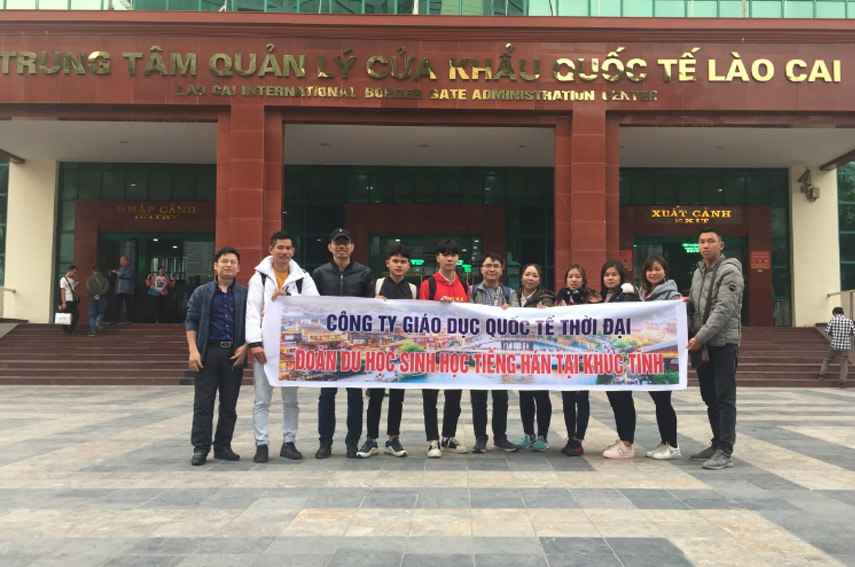 TRUNG TÂM QUẢN LÝ CỬA KHẨU QUỐC TẾ LÀO CAI
LAO CAI INTERNATIONAL BORDER GATE ADMINISTRATION CENTER
NHẬP CẢNH
ENTRY
XUẤT CẢNH
EXIT
CÔNG TY GIÁO DỤC QUỐC TẾ THỜI ĐẠI
ĐOÀN DU HỌC SINH HỌC TIẾNG HÁN TẠI KHÚC TĨNH